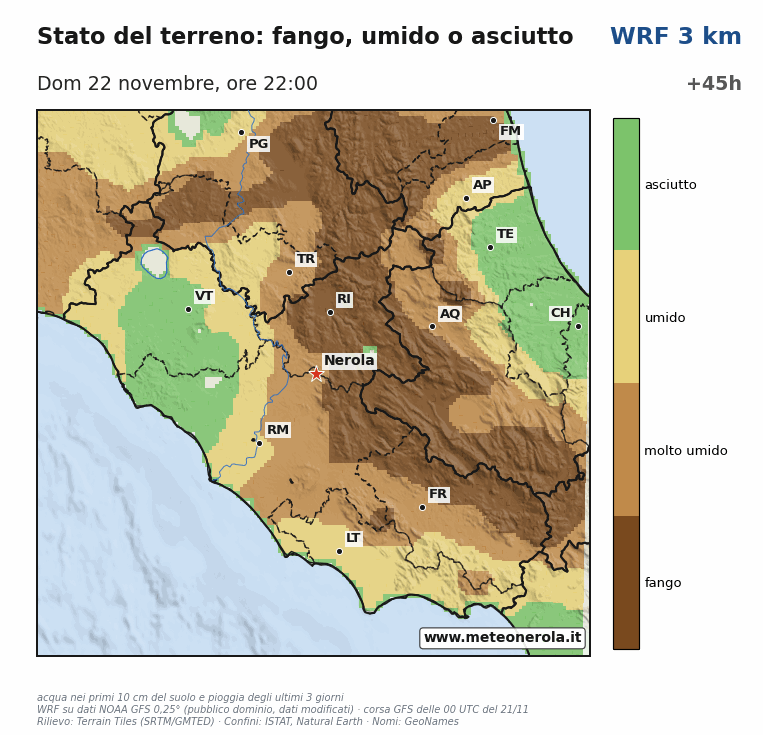 Stato del terreno: fango, umido o asciutto
WRF 3 km
Dom 22 novembre, ore 22:00
+45h
FM
PG
AP
TE
TR
VT
RI
AQ
CH
Nerola
RM
FR
LT
www.meteonerola.it
asciutto
umido
molto umido
fango
acqua nei primi 10 cm del suolo e pioggia degli ultimi 3 giorni
WRF su dati NOAA GFS 0,25° (pubblico dominio, dati modificati) · corsa GFS delle 00 UTC del 21/11
Rilievo: Terrain Tiles (SRTM/GMTED) · Confini: ISTAT, Natural Earth · Nomi: GeoNames